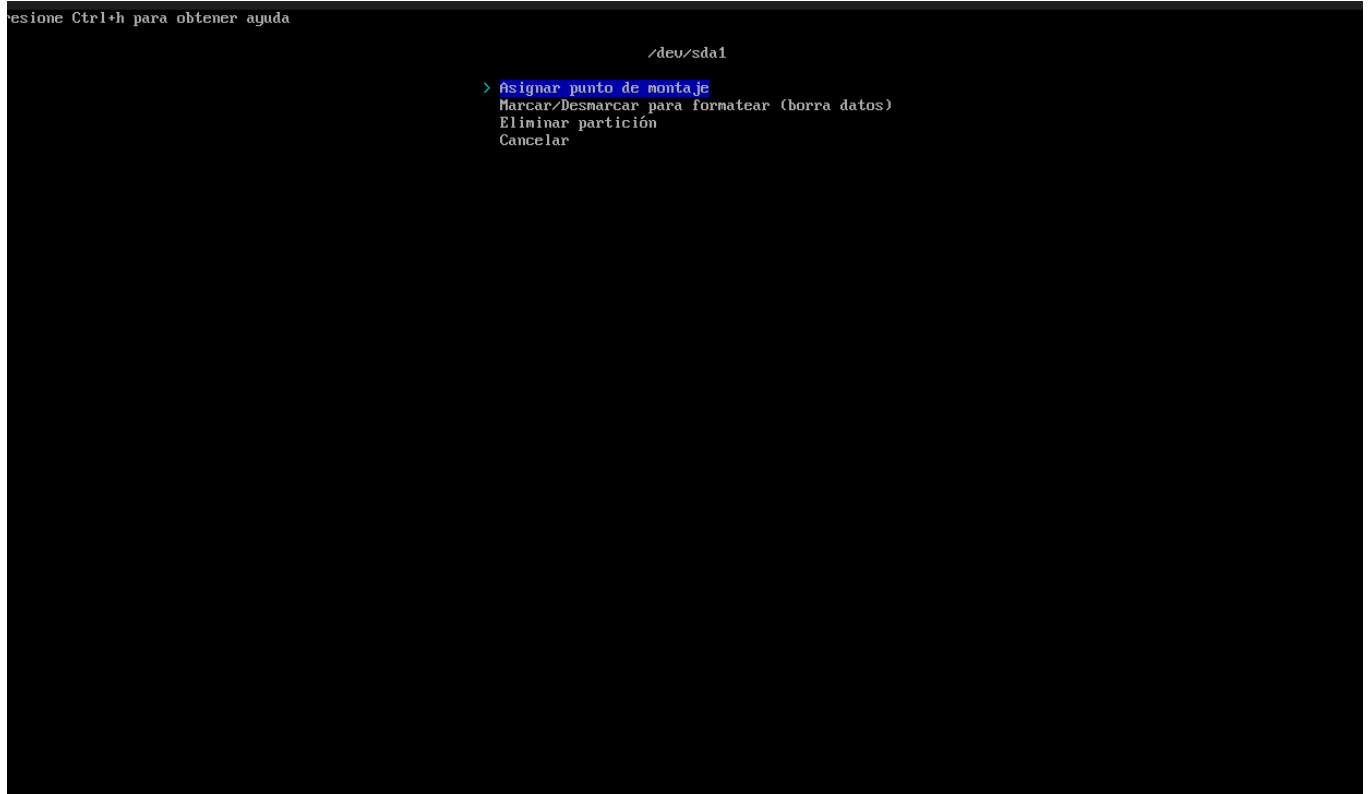 resione Ctrl+h para obtener ayuda
/dev/sda1
> Asignar punto de montaje
Marcar/Desmarcar para formatear (borra datos)
Eliminar partición
Cancelar